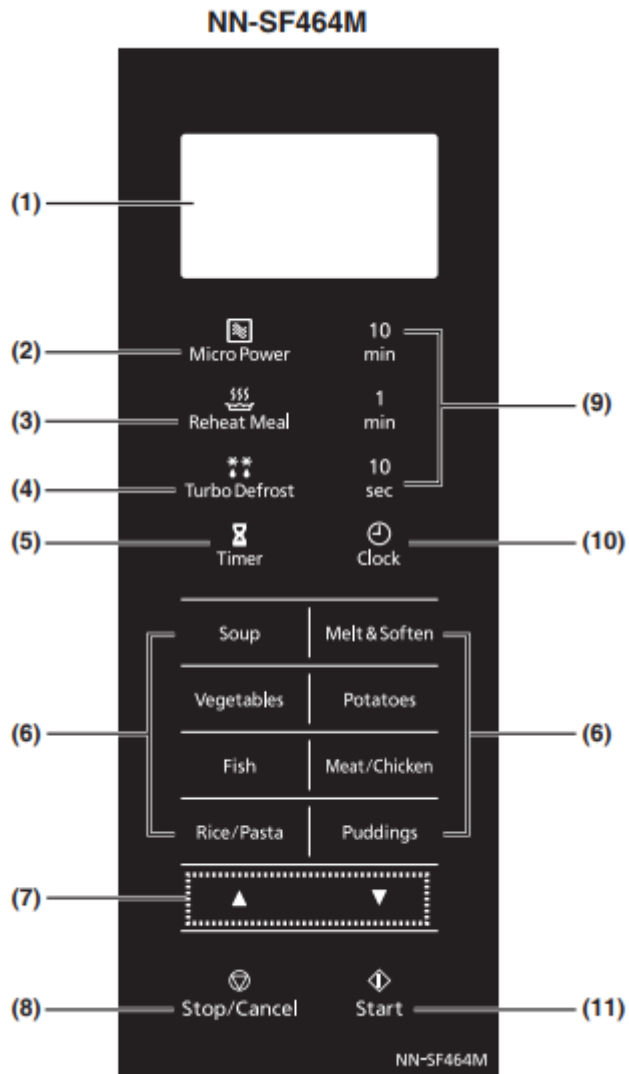 NN-SF464M
(1)
10
(2) Micro Power min
(3) Reheat Meal 1 min (9)
10
(4) Turbo Defrost sec
(5) Timer Clock (10)
Soup Melt & Soften
Vegetables Potatoes
(6) (6)
Fish Meat/Chicken
Rice/Pasta Puddings
(7) ▲ ▼
(8) Stop/Cancel Start (11)
NN-SF464M